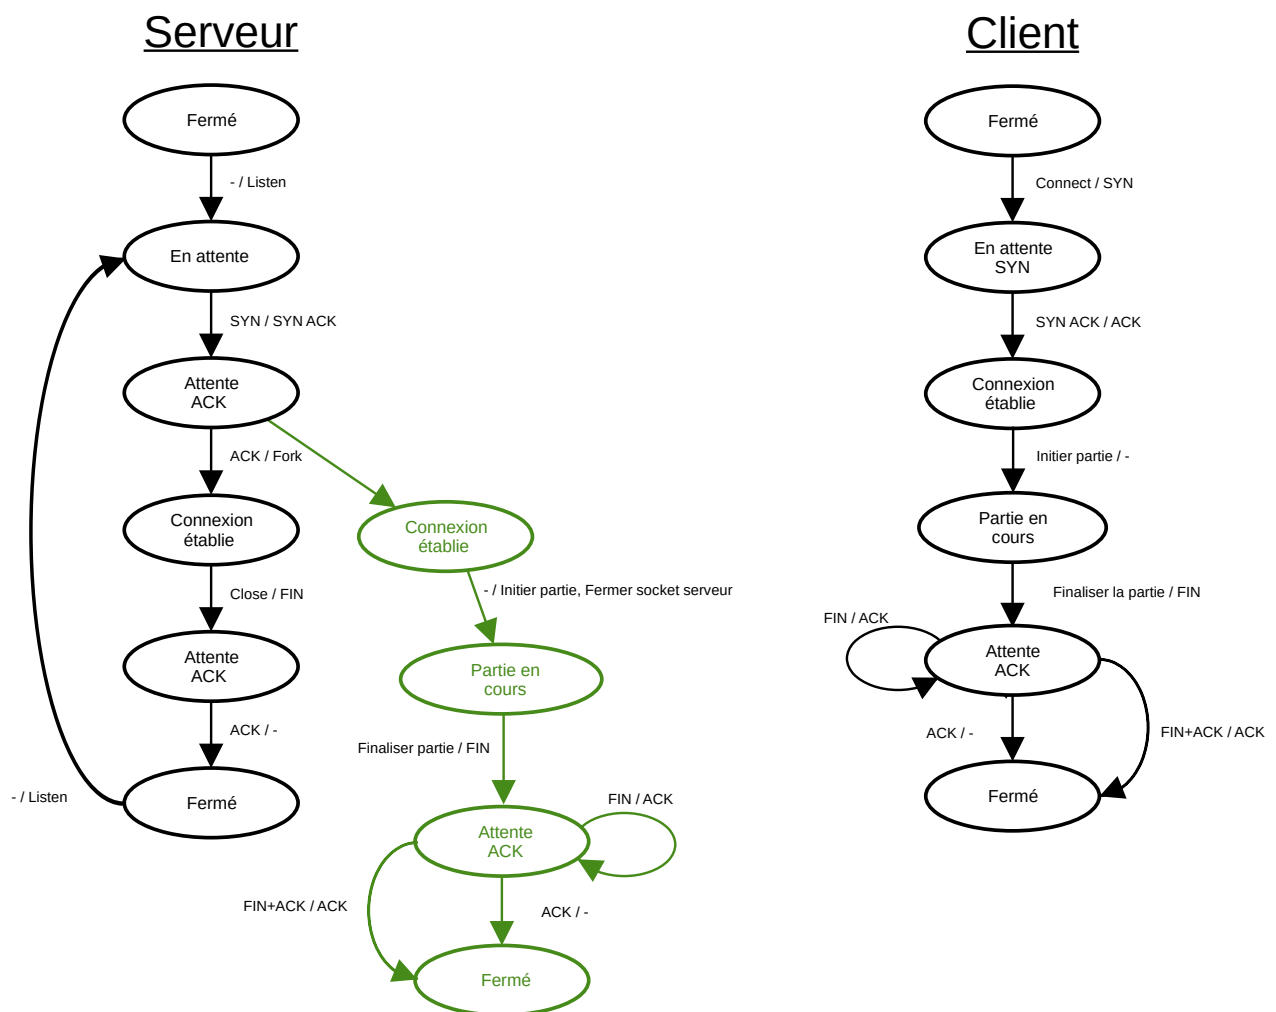 Serveur
Client
Fermé
Fermé
- / Listen
Connect / SYN
En attente
En attente
SYN
SYN / SYN ACK
SYN ACK / ACK
Attente
ACK
Connexion
établie
ACK / Fork
Initier partie / -
Connexion
établie
Connexion
établie
Partie en
cours
Close / FIN
- / Initier partie, Fermer socket serveur
Finaliser la partie / FIN
FIN / ACK
Attente
ACK
Partie en
cours
Attente
ACK
ACK / -
Finaliser partie / FIN
ACK / -
FIN+ACK / ACK
- / Listen
Fermé
Fermé
FIN / ACK
Attente
ACK
FIN+ACK / ACK
ACK / -
Fermé